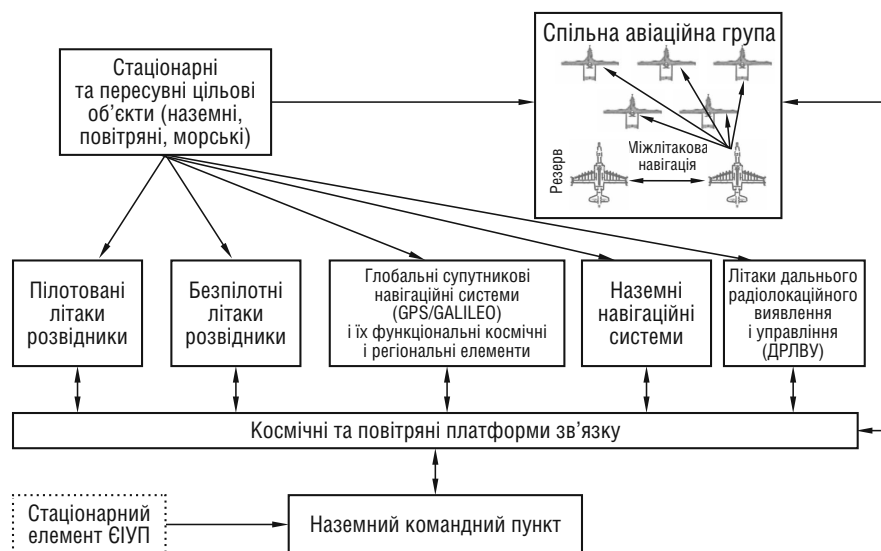 Спільна авіаційна група
Стаціонарні
та пересувні цільові
об’єкти (наземні,
повітряні, морські)
Резерв
Міжлітакова
навігація
Пілотовані
літаки
розвідники
Безпілотні
літаки
розвідники
Глобальні супутникові
навігаційні системи
(GPS/GALILEO)
і їх функціональні космічні
і регіональні елементи
Наземні
навігаційні
системи
Літаки дальнього
радіолокаційного
виявлення
і управління
(ДРЛВУ)
Космічні та повітряні платформи зв’язку
Стаціонарний
елемент ЄІУП
Наземний командний пункт